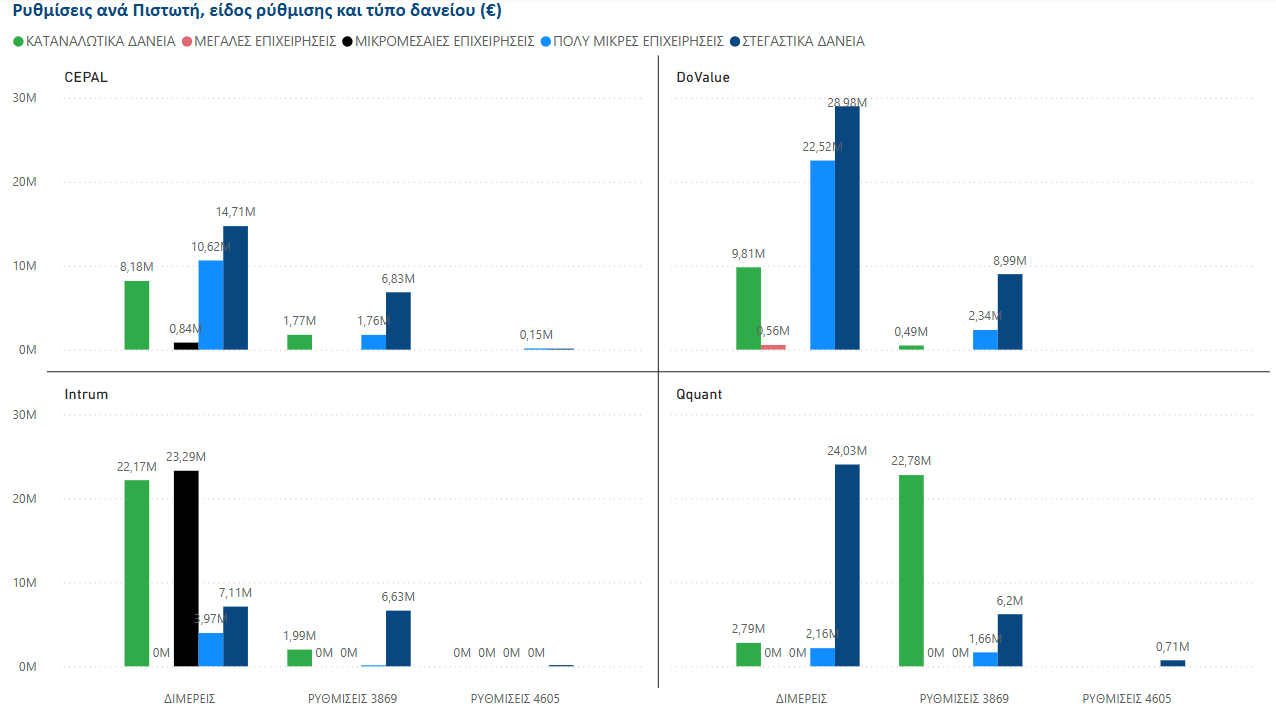 Ρυθμίσεις ανά Πιστωτή, είδος ρύθμισης και τύπο δανείου (€)
ΚΑΤΑΝΑΛΩΤΙΚΑ ΔΑΝΕΙΑ ΜΕΓΑΛΕΣ ΕΠΙΧΕΙΡΗΣΕΙΣ ΜΙΚΡΟΜΕΣΑΙΕΣ ΕΠΙΧΕΙΡΗΣΕΙΣ ΠΟΛΥ ΜΙΚΡΕΣ ΕΠΙΧΕΙΡΗΣΕΙΣ ΣΤΕΓΑΣΤΙΚΑ ΔΑΝΕΙΑ
CEPAL
30M
20M
10M
0M
8,18M
0,84M
10,62M
14,71M
1,77M
1,76M
6,83M
0,15M
DoValue
9,81M
0,56M
22,52M
28,98M
0,49M
2,34M
8,99M
Intrum
30M
20M
10M
0M
22,17M
0M
23,29M
3,97M
7,11M
1,99M
0M
0M
6,63M
0M
0M
0M
0M
Qquant
2,79M
0M
0M
2,16M
24,03M
22,78M
0M
0M
1,66M
6,2M
0,71M
ΔΙΜΕΡΕΙΣ ΡΥΘΜΙΣΕΙΣ 3869 ΡΥΘΜΙΣΕΙΣ 4605
ΔΙΜΕΡΕΙΣ ΡΥΘΜΙΣΕΙΣ 3869 ΡΥΘΜΙΣΕΙΣ 4605